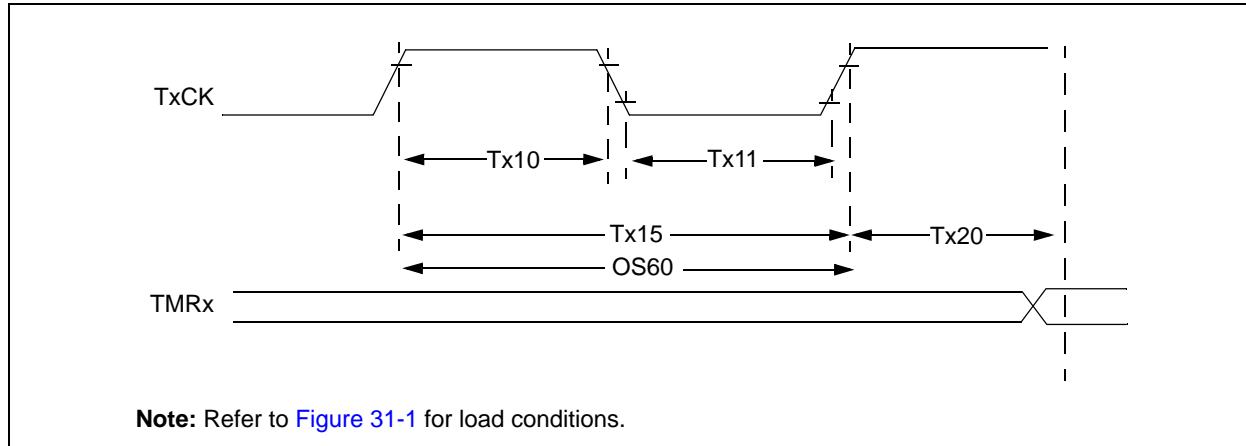 TxCK
Tx10
Tx11
Tx15
Tx20
OS60
TMRx
Note: Refer to Figure 31-1 for load conditions.